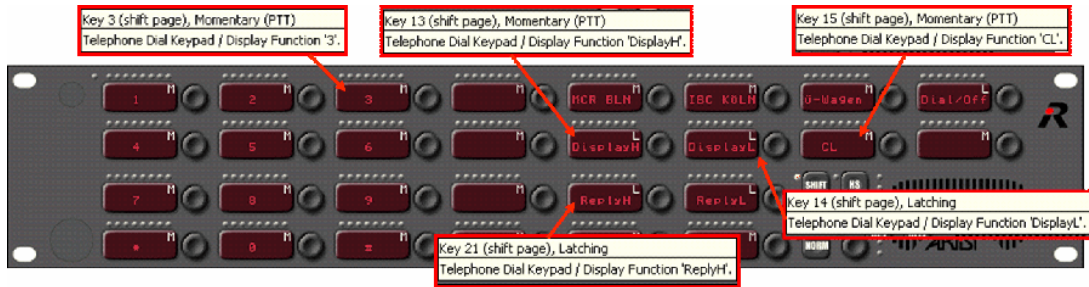 Key 3 (shift page), Momentary (PTT)
Telephone Dial Keypad / Display Function '3'.
Key 13 (shift page), Momentary (PTT)
Telephone Dial Keypad / Display Function 'DisplayH'.
Key 15 (shift page), Momentary (PTT)
Telephone Dial Keypad / Display Function 'CL'.
1 M 2 M 3 M M MCR BLN M IBC KÖLN M Ü-Wagen M Dial/Off L
4 M 5 M 6 M M DisplayH L DisplayL L CL M L
7 M 8 M 9 M M ReplyH L ReplyL L SHIFT HS
Key 14 (shift page), Latching
Telephone Dial Keypad / Display Function 'DisplayL'.
* M 0 M # M M M NORM
Key 21 (shift page), Latching
Telephone Dial Keypad / Display Function 'ReplyH'.